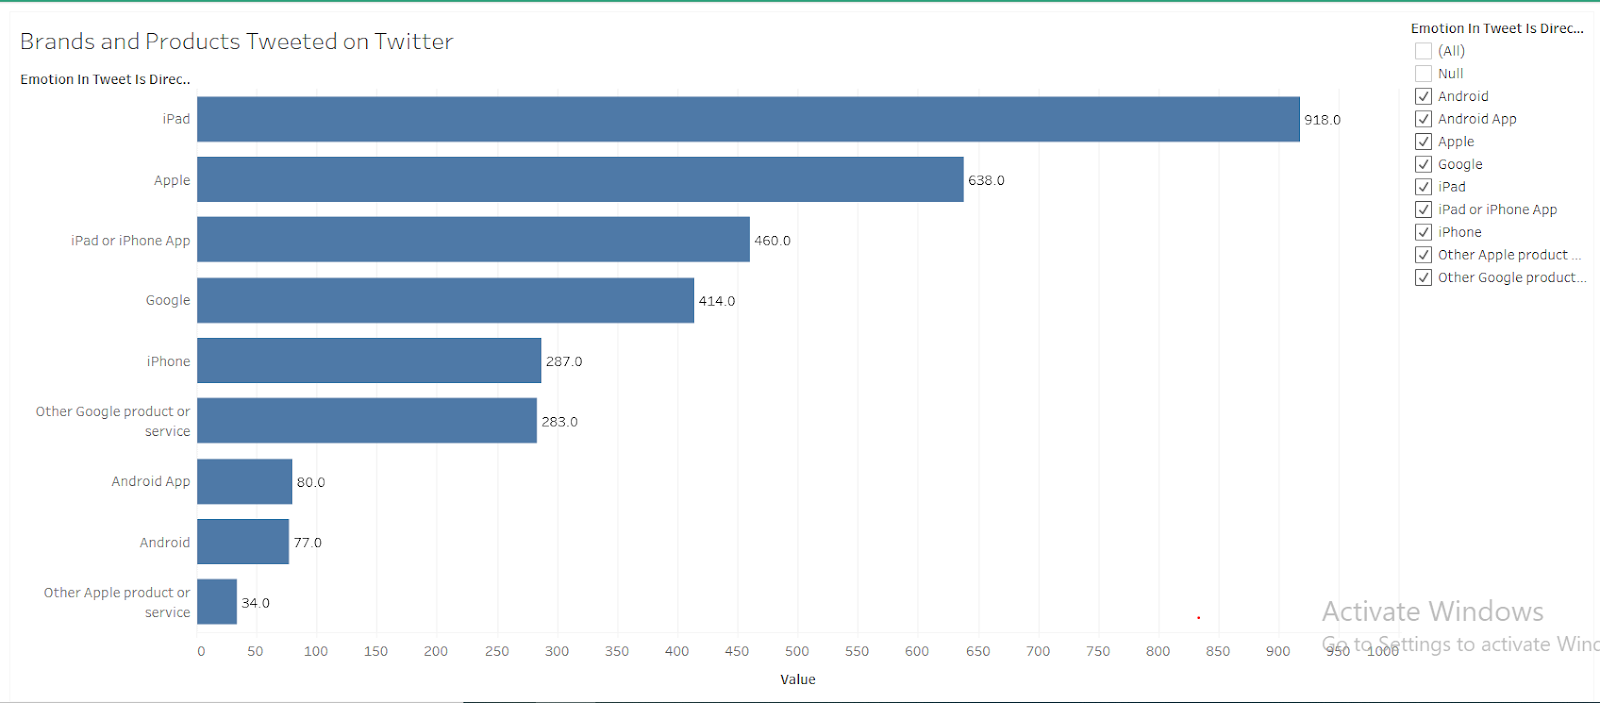 Brands and Products Tweeted on Twitter
Emotion In Tweet Is Direc..
iPad
918.0
Apple
638.0
iPad or iPhone App
460.0
Google
414.0
iPhone
287.0
Other Google product or
service
283.0
Android App
80.0
Android
77.0
Other Apple product or
service
34.0
0 50 100 150 200 250 300 350 400 450 500 550 600 650 700 750 800 850 900 950 1000
Value
Emotion In Tweet Is Direc...
(All)
Null
Android
Android App
Apple
Google
iPad
iPad or iPhone App
iPhone
Other Apple product ...
Other Google product...
Activate Windows
Go to Settings to activate Winc